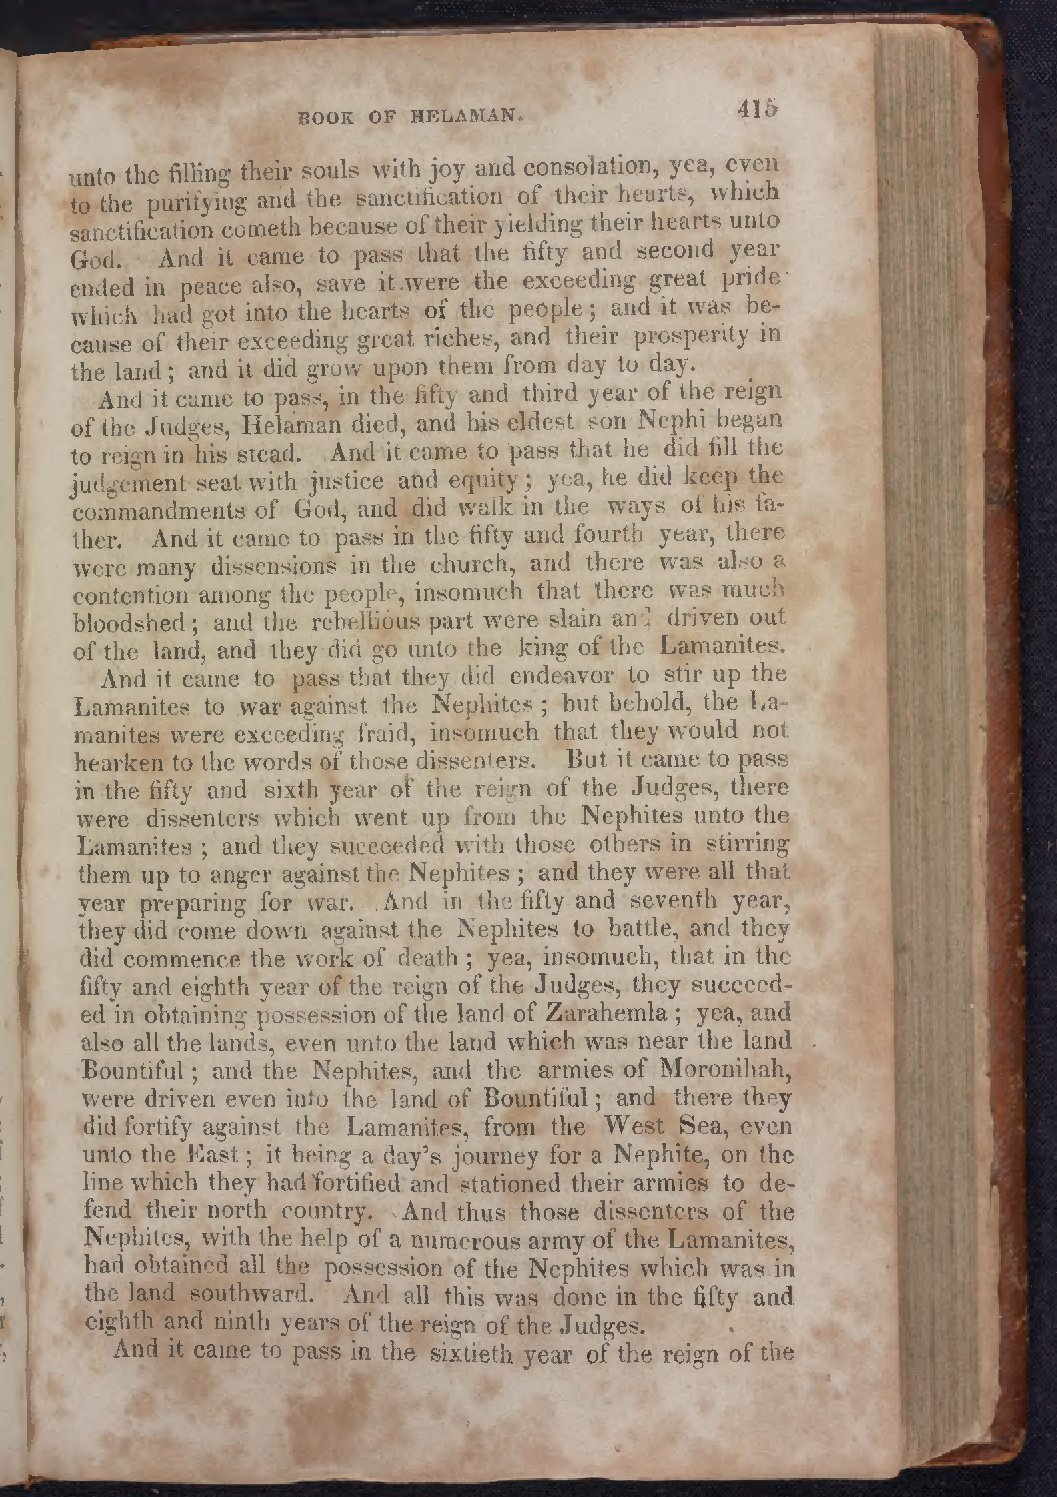 BOOK OF HELAMAN. 415
unto the filling their souls with joy and consolation, yea, even
to the purifying and the sanctification of their hearts, which
sanctification cometh because of their yielding their hearts unto
God. And it came to pass that the fifty and second year
ended in peace also, save it were the exceeding great pride
which had got into the hearts of the people; and it was be-
cause of their exceeding great riches, and their prosperity in
the land; and it did grow upon them from day to day.
And it came to pass, in the fifty and third year of the reign
of the Judges, Helaman died, and his eldest son Nephi began
to reign in his stead. And it came to pass that he did fill the
judgement seat with justice and equity; yea, he did keep the
commandments of God, and did walk in the ways of his fa-
ther. And it came to pass in the fifty and fourth year, there
were many dissensions in the church, and there was also a
contention among the people, insomuch that there was much
bloodshed; and the rebellious part were slain and driven out
of the land, and they did go unto the king of the Lamanites.
And it came to pass that they did endeavor to stir up the
Lamanites to war against the Nephites; but behold, the La-
manites were exceeding fraid, insomuch that they would not
hearken to the words of those dissenters. But it came to pass
in the fifty and sixth year of the reign of the Judges, there
were dissenters which went up from the Nephites unto the
Lamanites; and they succeeded with those others in stirring
them up to anger against the Nephites; and they were all that
year preparing for war. And in the fifty and seventh year,
they did come down against the Nephites to battle, and they
did commence the work of death; yea, insomuch, that in the
fifty and eighth year of the reign of the Judges, they succeed-
ed in obtaining possession of the land of Zarahemla; yea, and
also all the lands, even unto the land which was near the land
Bountiful; and the Nephites, and the armies of Moronihah,
were driven even into the land of Bountiful; and there they
did fortify against the Lamanites, from the West Sea, even
unto the East; it being a day's journey for a Nephite, on the
line which they had fortified and stationed their armies to de-
fend their north country. And thus those dissenters of the
Nephites, with the help of a numerous army of the Lamanites,
had obtained all the possession of the Nephites which was in
the land southward. And all this was done in the fifty and
eighth and ninth years of the reign of the Judges.
And it came to pass in the sixtieth year of the reign of the